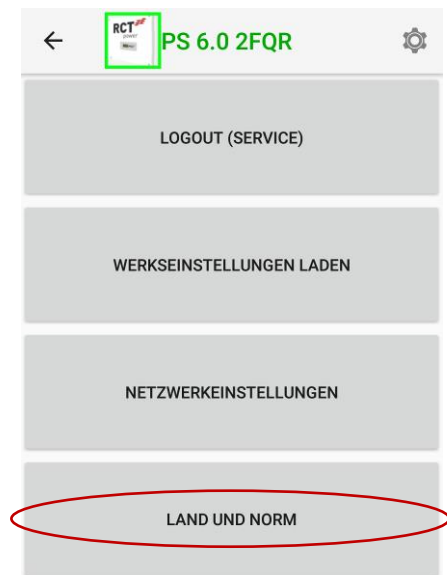 RCT
power
PS 6.0 2FQR
LOGOUT (SERVICE)
WERKSEINSTELLUNGEN LADEN
NETZWERKEINSTELLUNGEN
LAND UND NORM